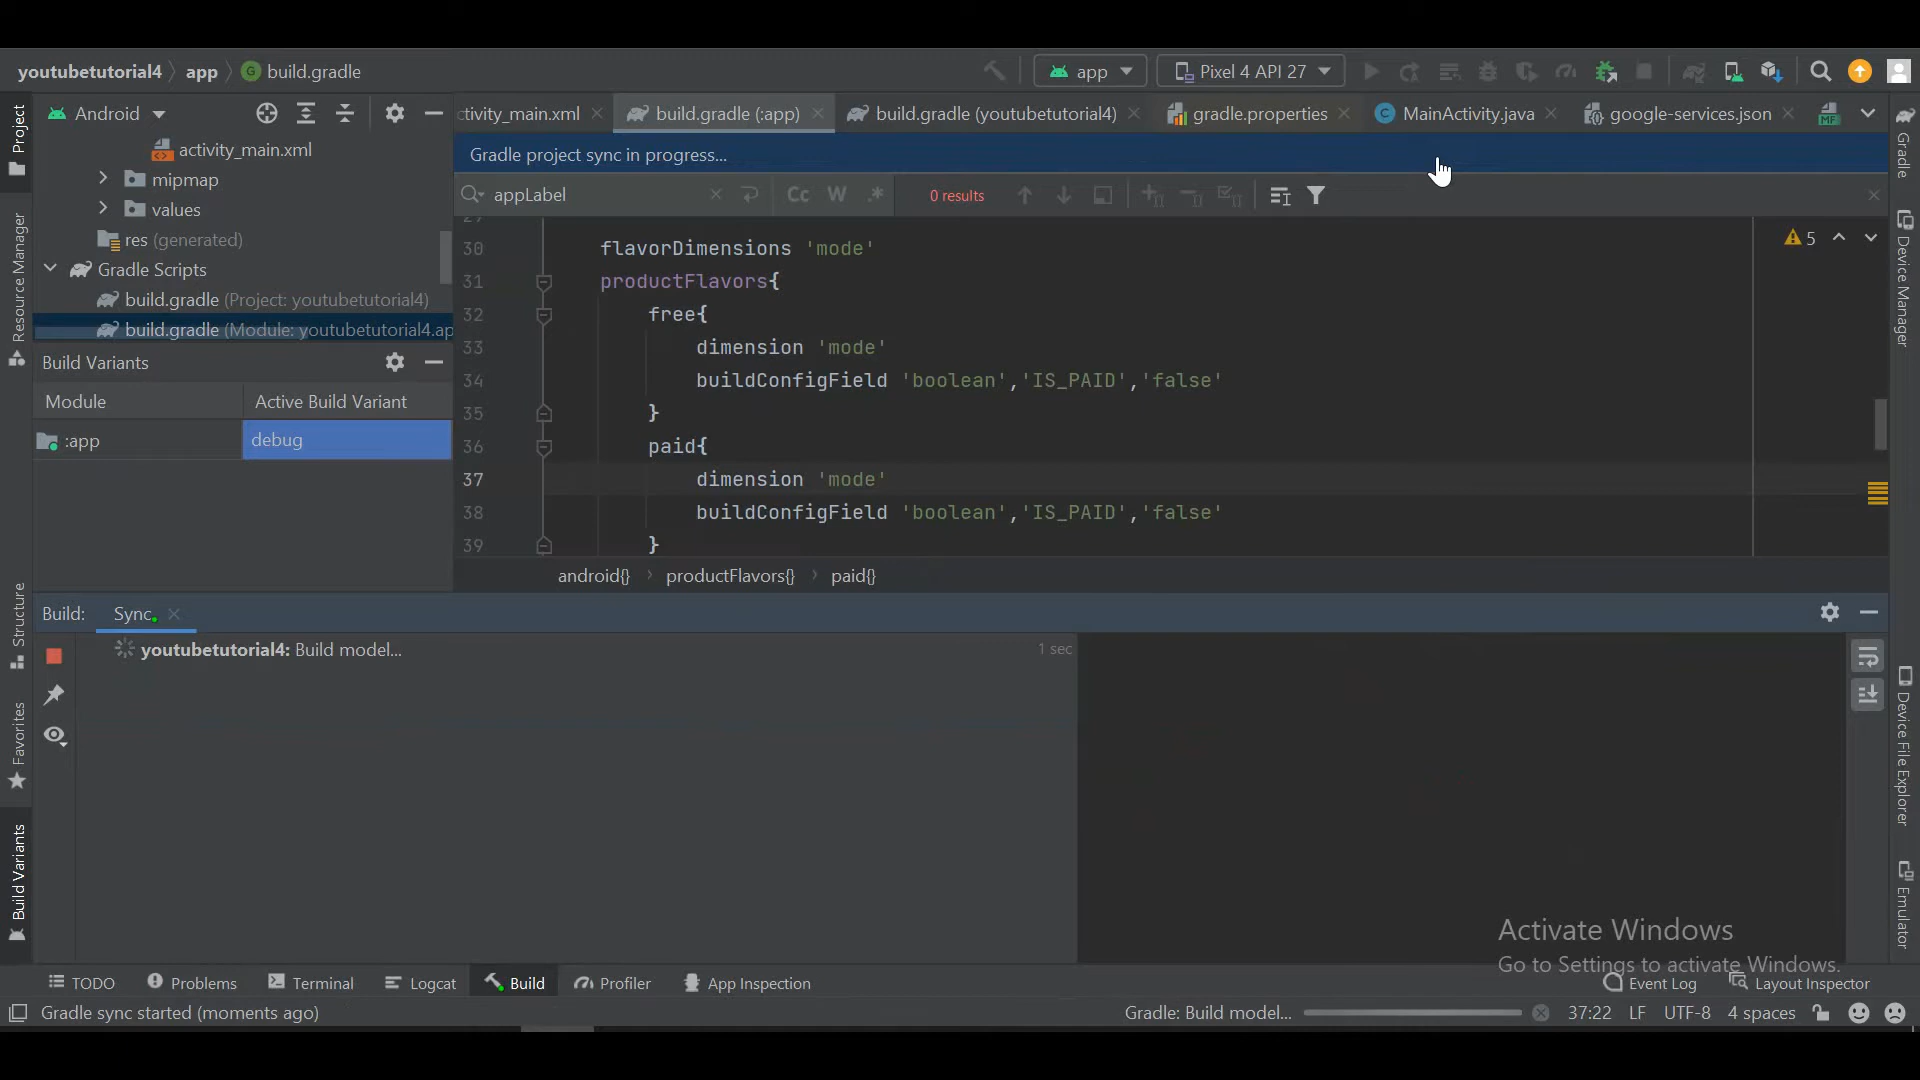 youtubetutorial4 app build.gradle
app
Pixel 4 API 27
Android
ctivity_main.xml
build.gradle (:app)
build.gradle (youtubetutorial4)
gradle.properties
MainActivity.java
google-services.json
Gradle project sync in progress...
appLabel
Cc W .*
0 results
Project
Resource Manager
Structure
Favorites
Build Variants
activity_main.xml
mipmap
values
res (generated)
Gradle Scripts
build.gradle (Project: youtubetutorial4)
build.gradle (Module: youtubetutorial4.ap
Build Variants
Module Active Build Variant
:app debug
30 flavorDimensions 'mode'
31 productFlavors{
32 free{
33 dimension 'mode'
34 buildConfigField 'boolean','IS_PAID','false'
35 }
36 paid{
37 dimension 'mode'
38 buildConfigField 'boolean','IS_PAID','false'
39 }
5
android{} productFlavors{} paid{}
Gradle
Device Manager
Device File Explorer
Emulator
Build: Sync
youtubetutorial4: Build model... 1 sec
Activate Windows
Go to Settings to activate Windows.
TODO Problems Terminal Logcat Build Profiler App Inspection Event Log Layout Inspector
Gradle sync started (moments ago) Gradle: Build model... 37:22 LF UTF-8 4 spaces